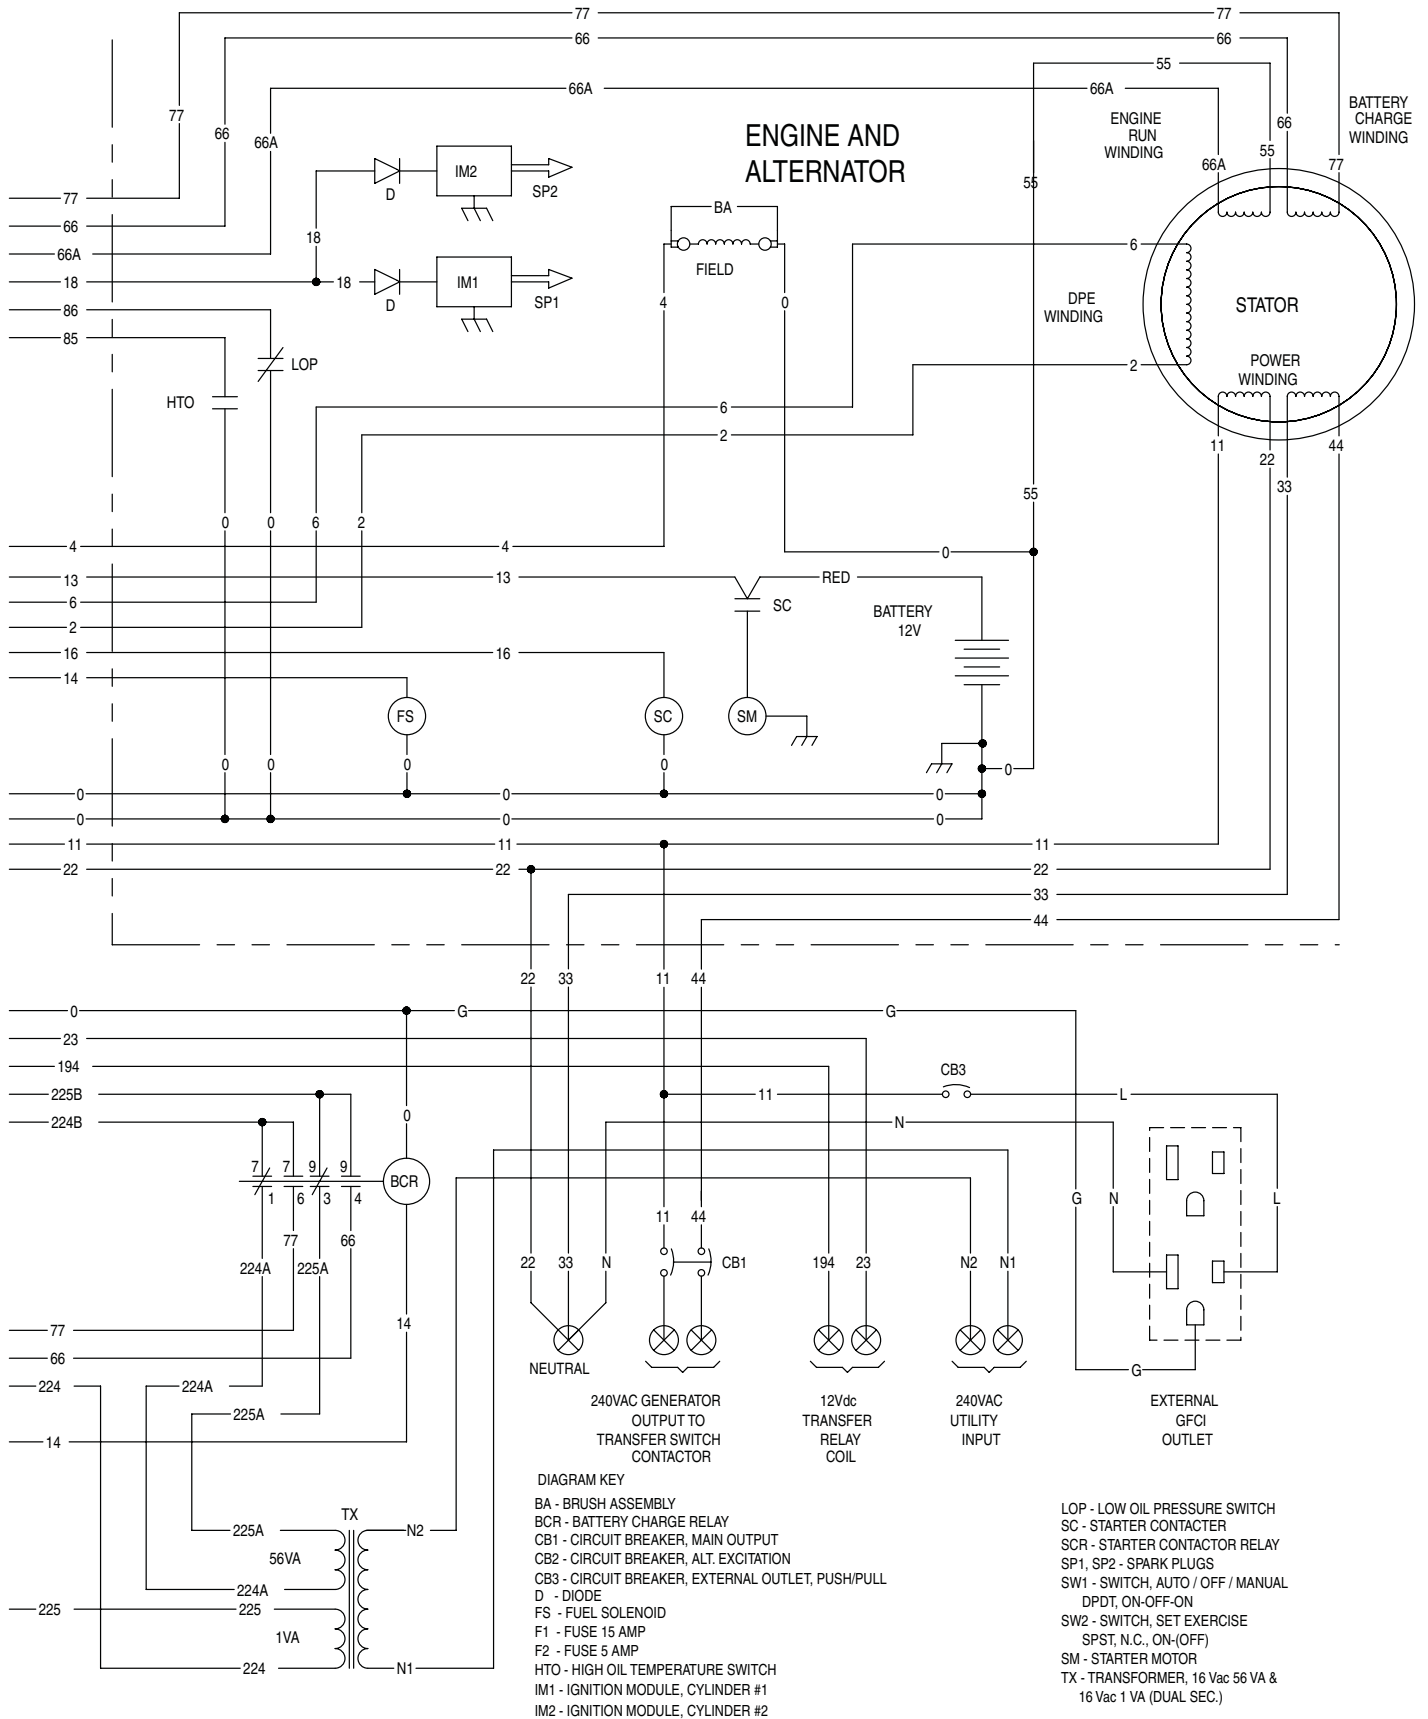 77
77
66
66
55
66A
66A
BATTERY
CHARGE
WINDING
ENGINE
RUN
WINDING
77
66
66A
ENGINE AND
ALTERNATOR
55
66A
55
66
77
77
66
66A
18
86
85
18
18
D
IM2
SP2
D
IM1
SP1
BA
FIELD
4
0
6
DPE
WINDING
2
STATOR
POWER
WINDING
LOP
HTO
6
2
11
22
33
44
0
0
6
2
55
4
4
0
13
13
RED
6
2
SC
BATTERY
12V
16
16
14
FS
SC
SM
0
0
0
0
0
0
0
0
0
0
0
11
11
11
22
22
22
33
44
22
33
11
44
0
G
G
23
194
225B
224B
0
11
CB3
L
N
7
7
9
9
1
6
3
4
BCR
77
66
224A
225A
11
44
G
N
L
22
33
N
CB1
194
23
N2
N1
14
77
66
224
14
224A
225A
NEUTRAL
240VAC GENERATOR
OUTPUT TO
TRANSFER SWITCH
CONTACTOR
12Vdc
TRANSFER
RELAY
COIL
240VAC
UTILITY
INPUT
G
EXTERNAL
GFCI
OUTLET
TX
225A
N2
56VA
224A
225
225
1VA
224
N1
DIAGRAM KEY
BA - BRUSH ASSEMBLY
BCR - BATTERY CHARGE RELAY
CB1 - CIRCUIT BREAKER, MAIN OUTPUT
CB2 - CIRCUIT BREAKER, ALT. EXCITATION
CB3 - CIRCUIT BREAKER, EXTERNAL OUTLET, PUSH/PULL
D - DIODE
FS - FUEL SOLENOID
F1 - FUSE 15 AMP
F2 - FUSE 5 AMP
HTO - HIGH OIL TEMPERATURE SWITCH
IM1 - IGNITION MODULE, CYLINDER #1
IM2 - IGNITION MODULE, CYLINDER #2
LOP - LOW OIL PRESSURE SWITCH
SC - STARTER CONTACTER
SCR - STARTER CONTACTOR RELAY
SP1, SP2 - SPARK PLUGS
SW1 - SWITCH, AUTO / OFF / MANUAL
DPDT, ON-OFF-ON
SW2 - SWITCH, SET EXERCISE
SPST, N.C., ON-(OFF)
SM - STARTER MOTOR
TX - TRANSFORMER, 16 Vac 56 VA &
16 Vac 1 VA (DUAL SEC.)